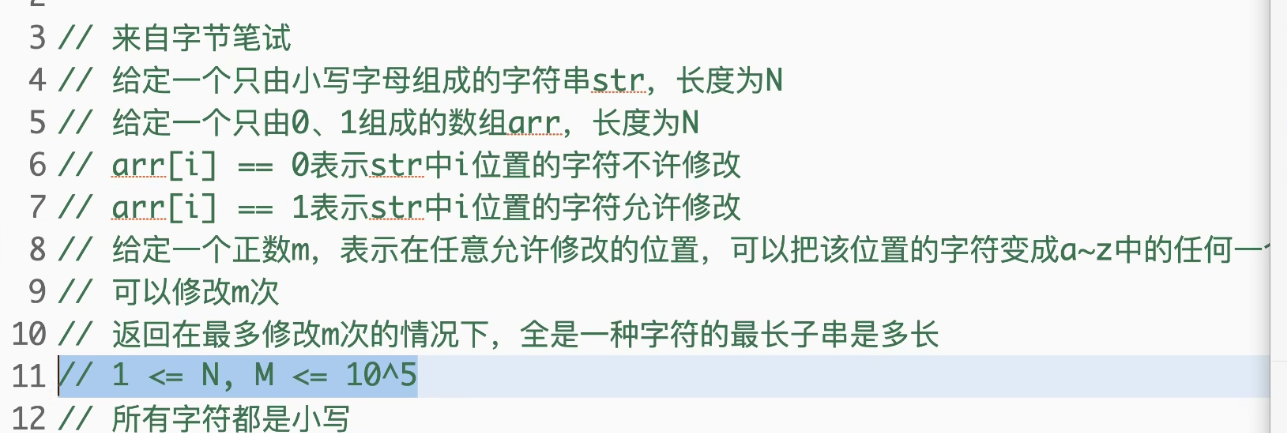 3 // 来自字节笔试
4 // 给定一个只由小写字母组成的字符串str，长度为N
5 // 给定一个只由0、1组成的数组arr，长度为N
6 // arr[i] == 0表示str中i位置的字符不许修改
7 // arr[i] == 1表示str中i位置的字符允许修改
8 // 给定一个正数m，表示在任意允许修改的位置，可以把该位置的字符变成a~z中的任何一
9 // 可以修改m次
10 // 返回在最多修改m次的情况下，全是一种字符的最长子串是多长
11 // 1 <= N, M <= 10^5
12 // 所有字符都是小写